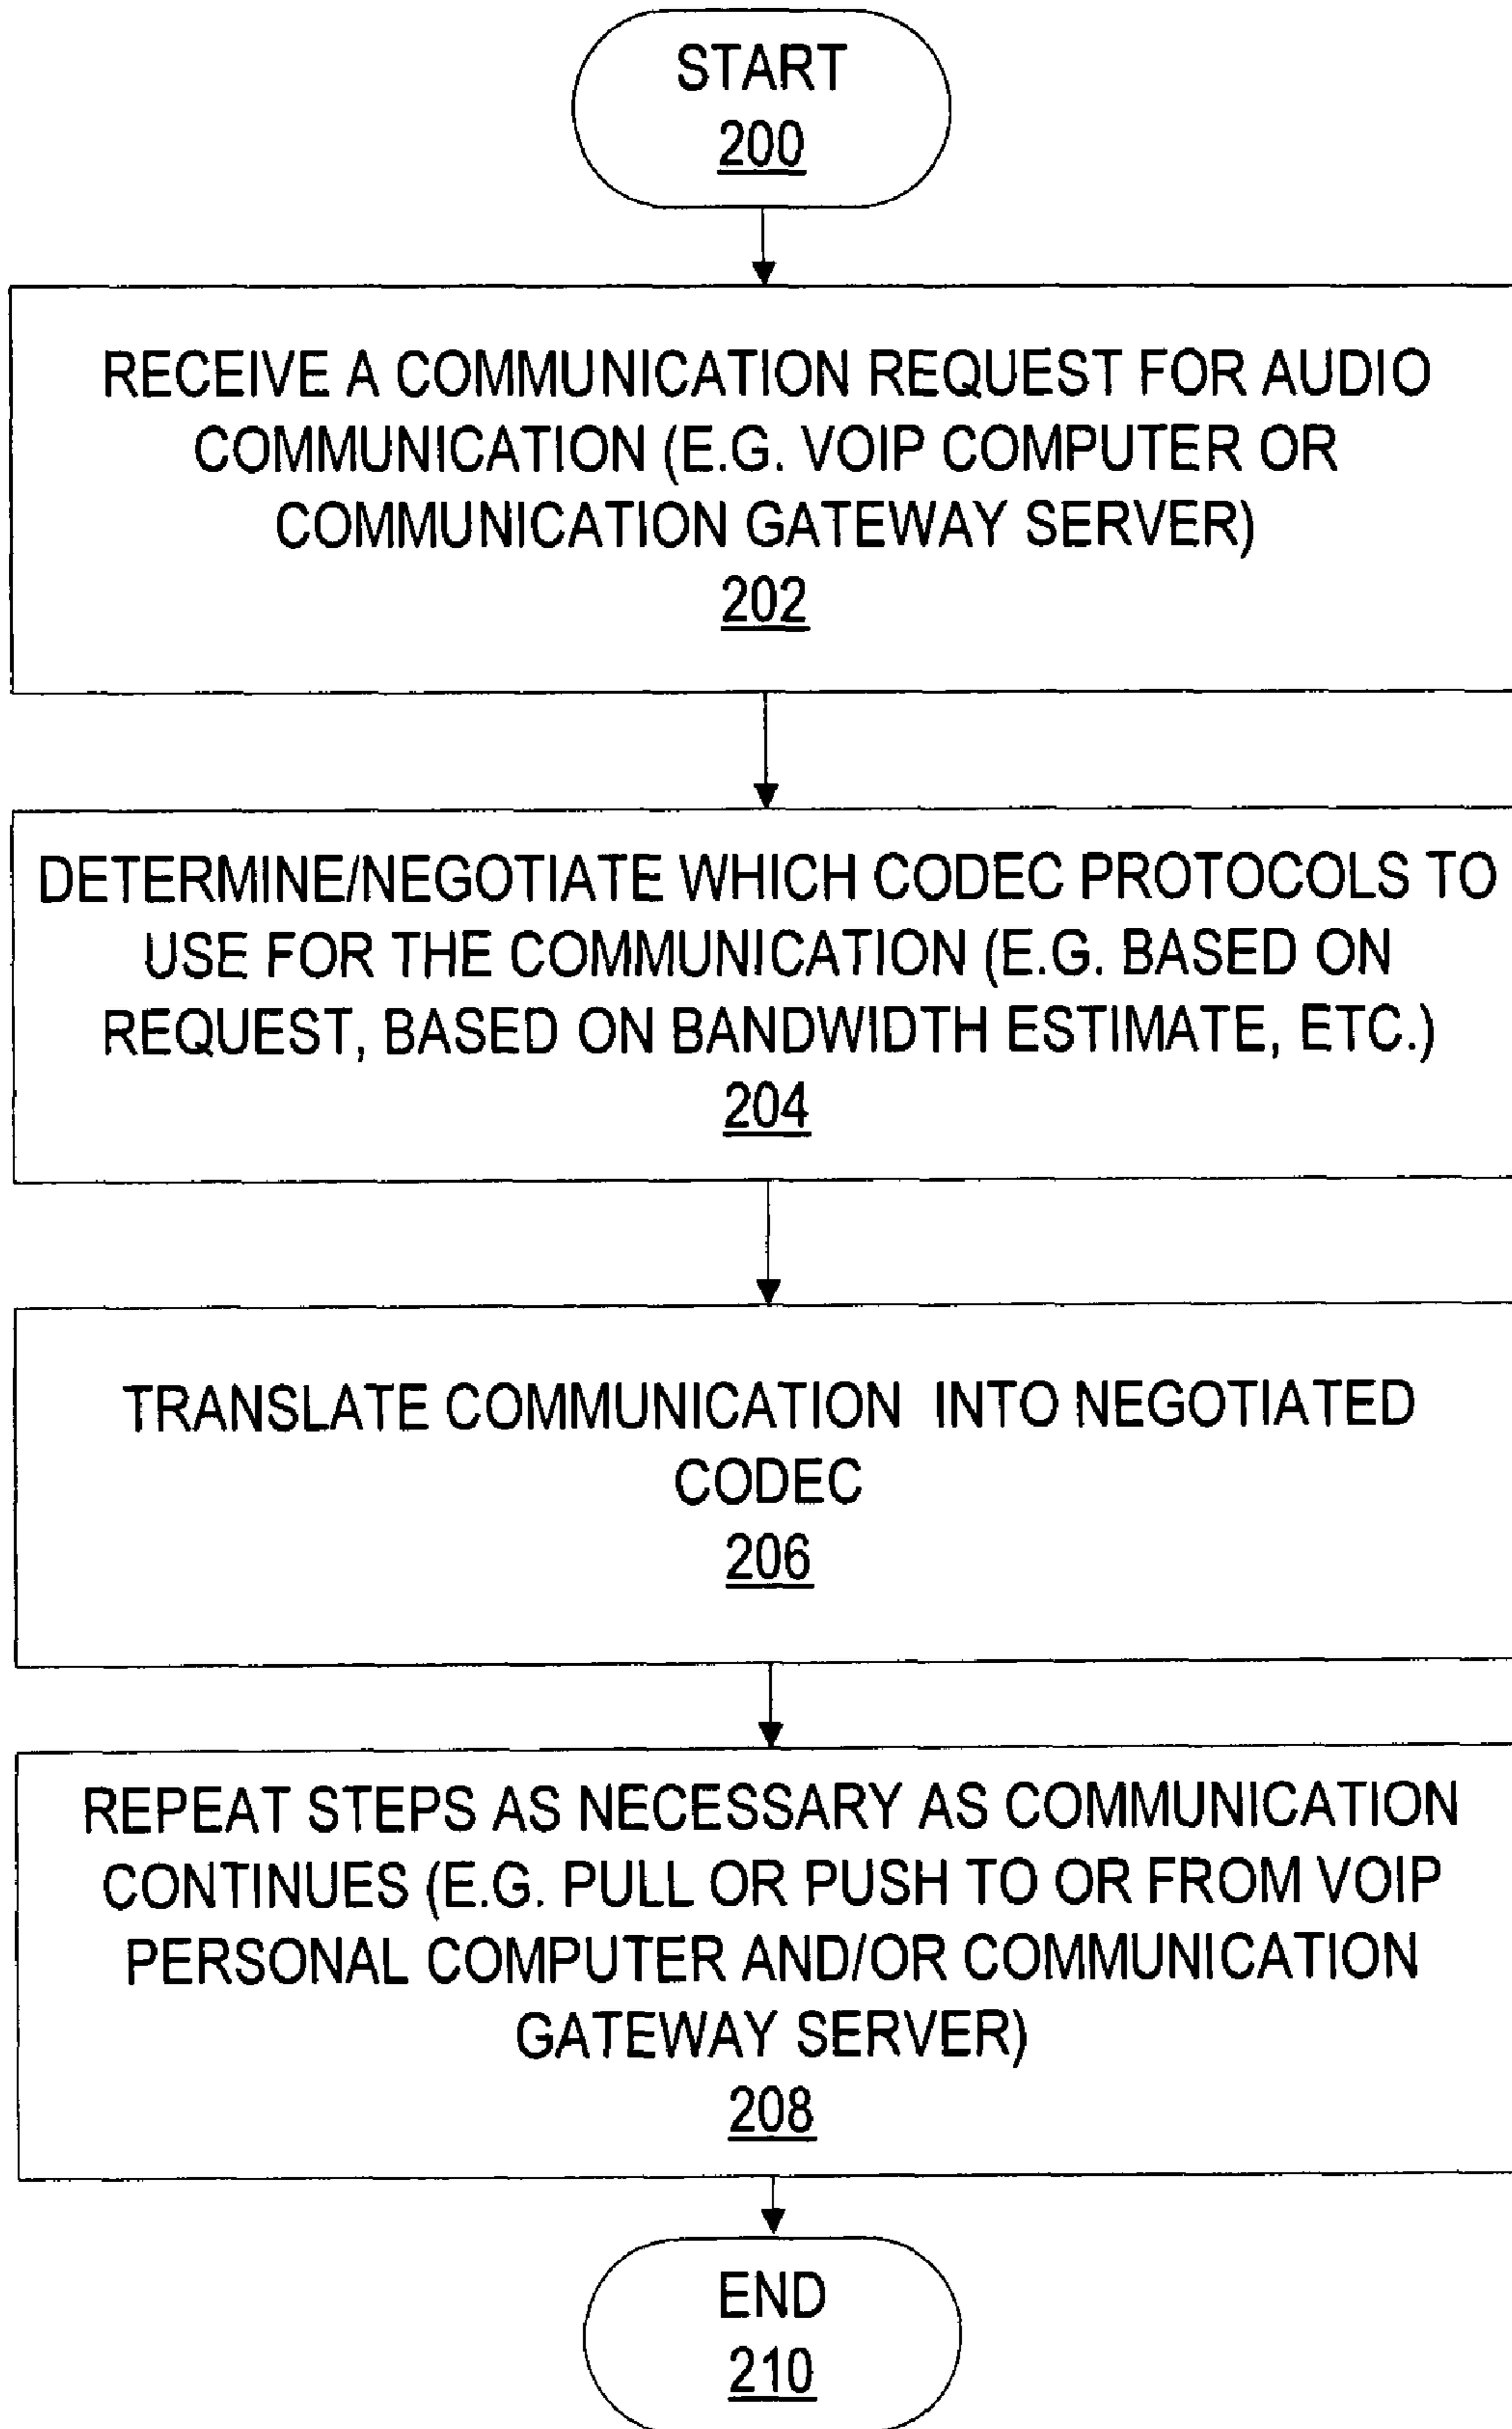 START
200
RECEIVE A COMMUNICATION REQUEST FOR AUDIO
COMMUNICATION (E.G. VOIP COMPUTER OR
COMMUNICATION GATEWAY SERVER)
202
DETERMINE/NEGOTIATE WHICH CODEC PROTOCOLS TO
USE FOR THE COMMUNICATION (E.G. BASED ON
REQUEST, BASED ON BANDWIDTH ESTIMATE, ETC.)
204
TRANSLATE COMMUNICATION INTO NEGOTIATED
CODEC
206
REPEAT STEPS AS NECESSARY AS COMMUNICATION
CONTINUES (E.G. PULL OR PUSH TO OR FROM VOIP
PERSONAL COMPUTER AND/OR COMMUNICATION
GATEWAY SERVER)
208
END
210